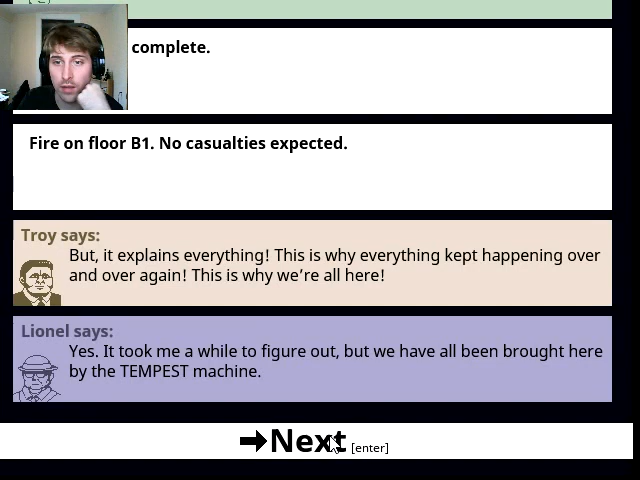 complete.
Fire on floor B1. No casualties expected.
Troy says:
But, it explains everything! This is why everything kept happening over
and over again! This is why we’re all here!
Lionel says:
Yes. It took me a while to figure out, but we have all been brought here
by the TEMPEST machine.
➡Next [enter]